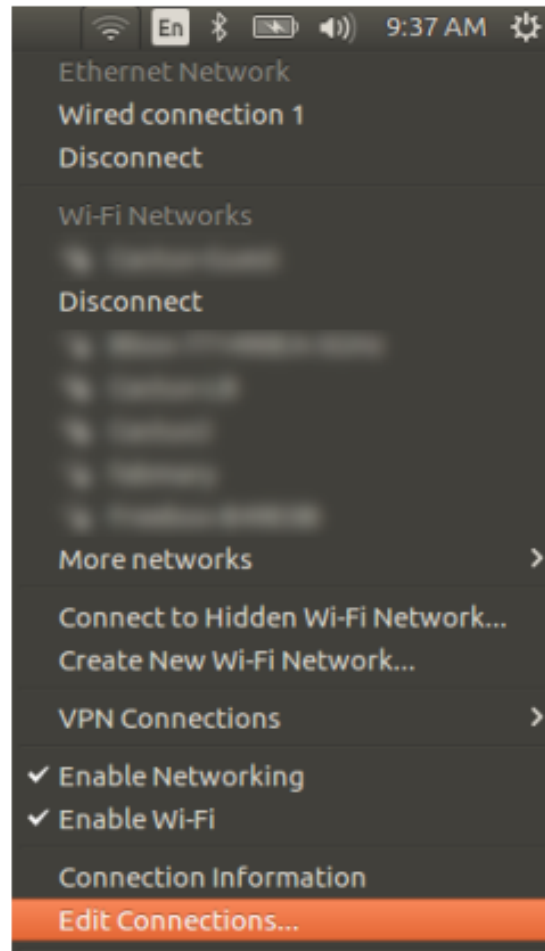 En 9:37 AM
Ethernet Network
Wired connection 1
Disconnect
Wi-Fi Networks
Disconnect
More networks
Connect to Hidden Wi-Fi Network...
Create New Wi-Fi Network...
VPN Connections
Enable Networking
Enable Wi-Fi
Connection Information
Edit Connections...